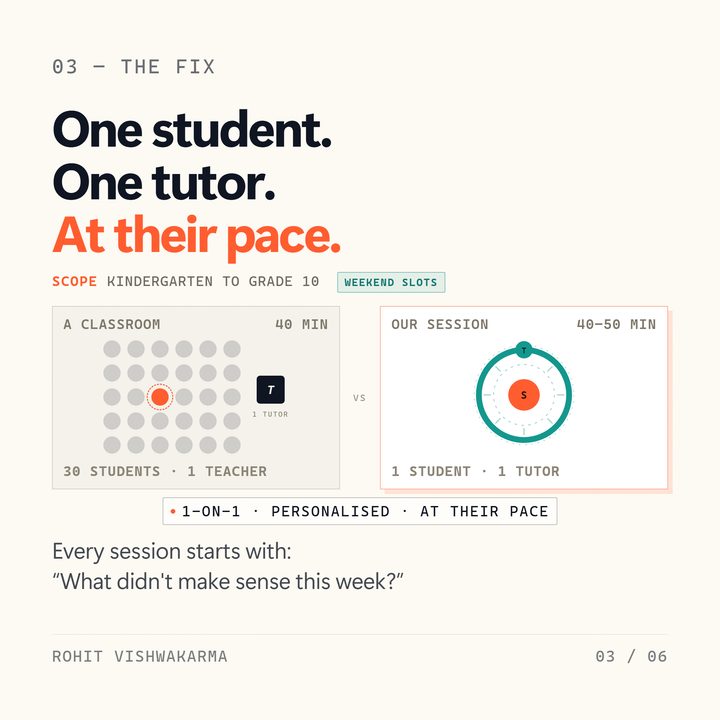 03 — THE FIX
One student.
One tutor.
At their pace.
SCOPE KINDERGARTEN TO GRADE 10 WEEKEND SLOTS
A CLASSROOM 40 MIN
T
1 TUTOR
30 STUDENTS · 1 TEACHER
VS
OUR SESSION 40–50 MIN
T
S
1 STUDENT · 1 TUTOR
• 1-ON-1 · PERSONALISED · AT THEIR PACE
Every session starts with:
“What didn't make sense this week?”
ROHIT VISHWAKARMA 03 / 06